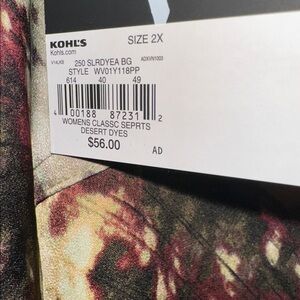 KOHL'S SIZE 2X
Kohls.com
250 SLRDYEA BG
STYLE WV01Y118PP
614 40 49
4 00188 87231 2
WOMENS CLASSC SEPRTS
DESERT DYES
$56.00 AD